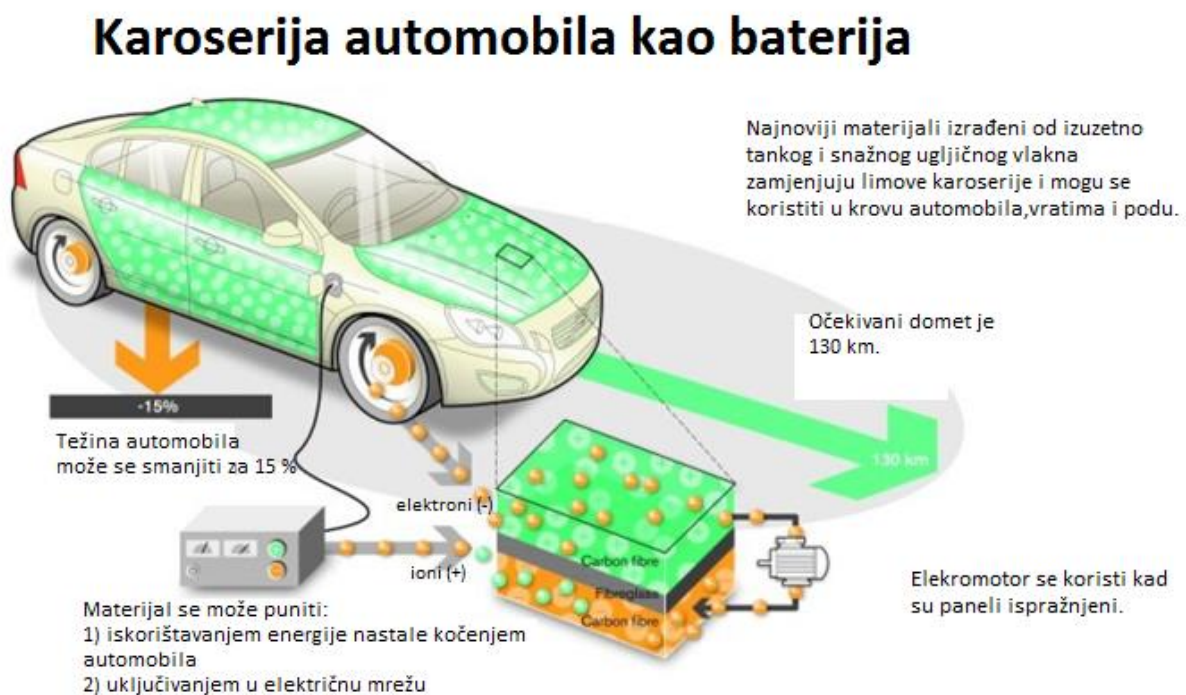 Karoserija automobila kao baterija
Najnoviji materijali izrađeni od izuzetno
tankog i snažnog ugljičnog vlakna
zamjenjuju limove karoserije i mogu se
koristiti u krovu automobila,vratima i podu.
Očekivani domet je
130 km.
-15%
Težina automobila
može se smanjiti za 15 %
130 km
elektroni (-)
ioni (+)
Carbon fibre
Fibreglass
Carbon fibre
Elekromotor se koristi kad
su paneli ispražnjeni.
Materijal se može puniti:
1) iskorištavanjem energije nastale kočenjem
automobila
2) uključivanjem u električnu mrežu